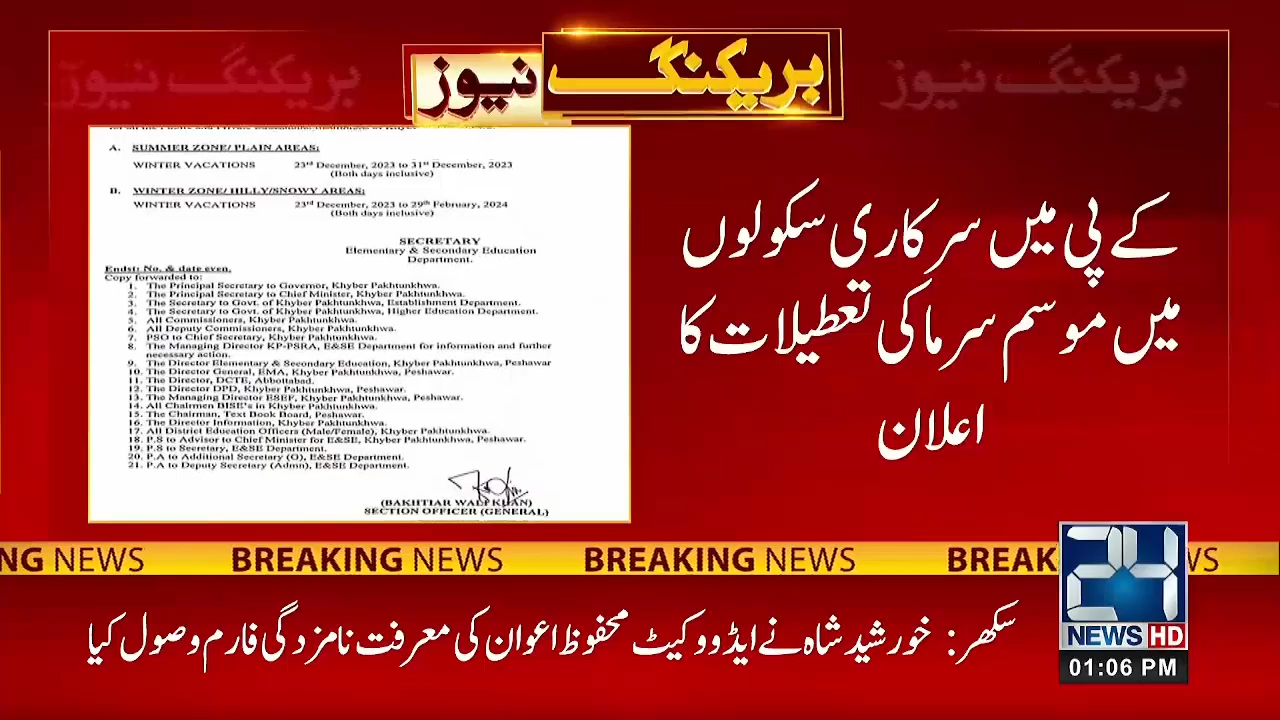 بریکنگ نیوز
A. SUMMER ZONE/ PLAIN AREAS:
WINTER VACATIONS 23rd December, 2023 to 31st December, 2023
(Both days inclusive)
B. WINTER ZONE/ HILLY/SNOWY AREAS:
WINTER VACATIONS 23rd December, 2023 to 29th February, 2024
(Both days inclusive)
SECRETARY
Elementary & Secondary Education
Department.
Endst: No. & date even.
Copy forwarded to:
1. The Principal Secretary to Governor, Khyber Pakhtunkhwa.
2. The Principal Secretary to Chief Minister, Khyber Pakhtunkhwa.
3. The Secretary to Govt. of Khyber Pakhtunkhwa, Establishment Department.
4. The Secretary to Govt. of Khyber Pakhtunkhwa, Higher Education Department.
5. All Commissioners, Khyber Pakhtunkhwa.
6. All Deputy Commissioners, Khyber Pakhtunkhwa.
7. PSO to Chief Secretary, Khyber Pakhtunkhwa.
8. The Managing Director KP-PSRA, E&SE Department for information and further
necessary action.
9. The Director Elementary & Secondary Education, Khyber Pakhtunkhwa, Peshawar
10. The Director General, EMA, Khyber Pakhtunkhwa, Peshawar.
11. The Director, DCTE, Abbottabad.
12. The Director DPD, Khyber Pakhtunkhwa, Peshawar.
13. The Managing Director ESEF, Khyber Pakhtunkhwa, Peshawar.
14. All Chairmen BISE's in Khyber Pakhtunkhwa.
15. The Chairman, Text Book Board, Peshawar.
16. The Director Information, Khyber Pakhtunkhwa.
17. All District Education Officers (Male/Female), Khyber Pakhtunkhwa.
18. P.S to Advisor to Chief Minister for E&SE, Khyber Pakhtunkhwa, Peshawar.
19. P.S to Secretary, E&SE Department.
20. P.A to Additional Secretary (G), E&SE Department.
21. P.A to Deputy Secretary (Admn), E&SE Department.
(BAKHTIAR WALI KHAN)
SECTION OFFICER (GENERAL)
کے پی میں سرکاری سکولوں
میں موسم سرما کی تعطیلات کا
اعلان
NG NEWS BREAKING NEWS BREAKING NEWS BREAK WS
سکھر: خورشید شاہ نے ایڈووکیٹ محفوظ اعوان کی معرفت نامزدگی فارم وصول کیا
24
NEWS HD
01:06 PM